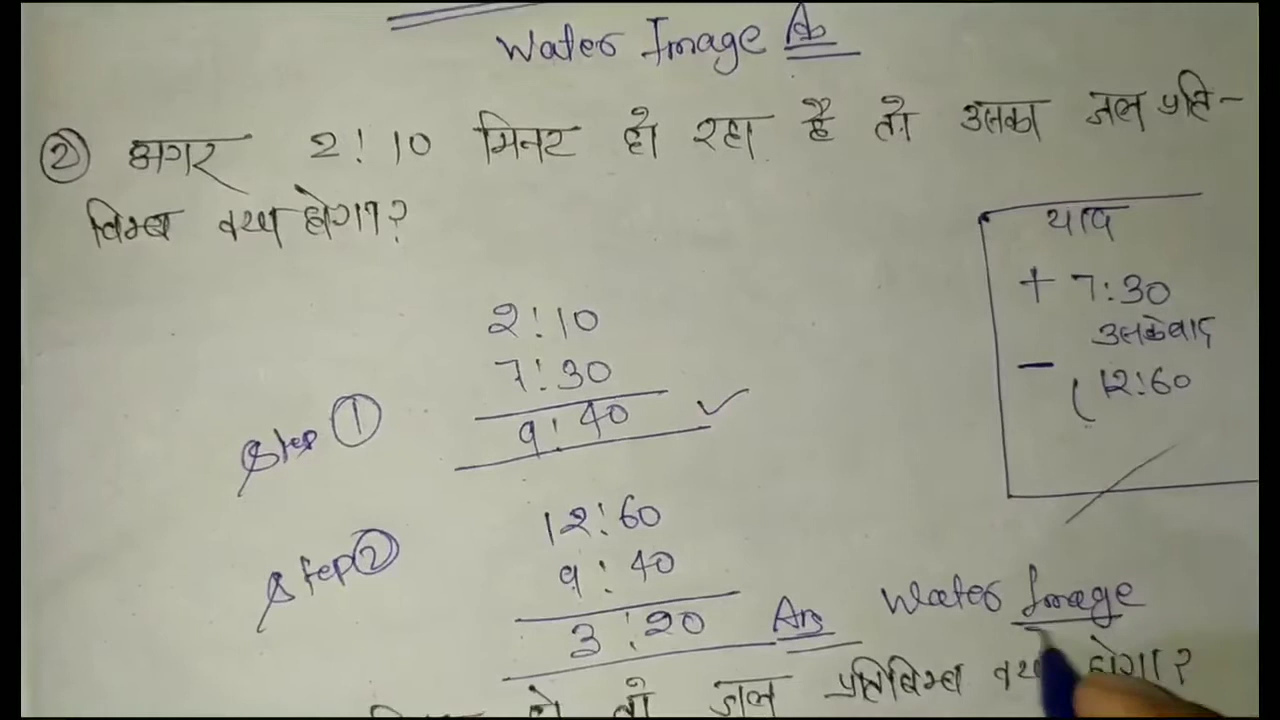 Water Image Ans
② अगर 2:10 मिनट हो रहा है तो उसका जल प्रति-
बिम्ब क्या होगा?
याद
+ 7:30
उसके बाद
- (12:60
2:10
7:30
Step ① 9:40 ✓
12:60
9:40
Step ② 3:20 Ans Water Image
हो तो जल प्रतिबिम्ब क्या होगा?